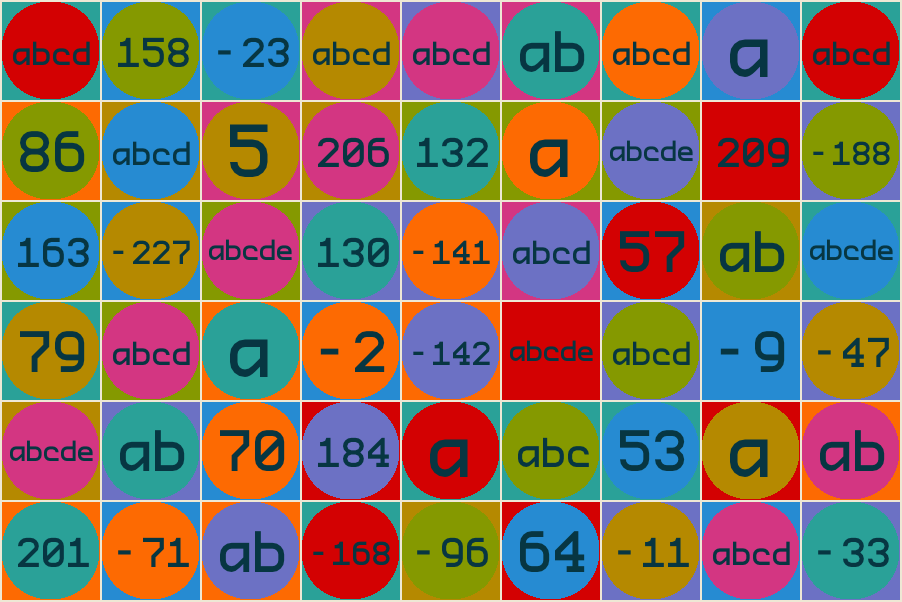 abcd 158 -23 abcd abcd ab abcd a abcd
86 abcd 5 206 132 a abcde 209 -188
163 -227 abcde 130 -141 abcd 57 ab abcde
79 abcd a -2 -142 abcde abcd -9 -47
abcde ab 70 184 a abc 53 a ab
201 -71 ab -168 -96 64 -11 abcd -33